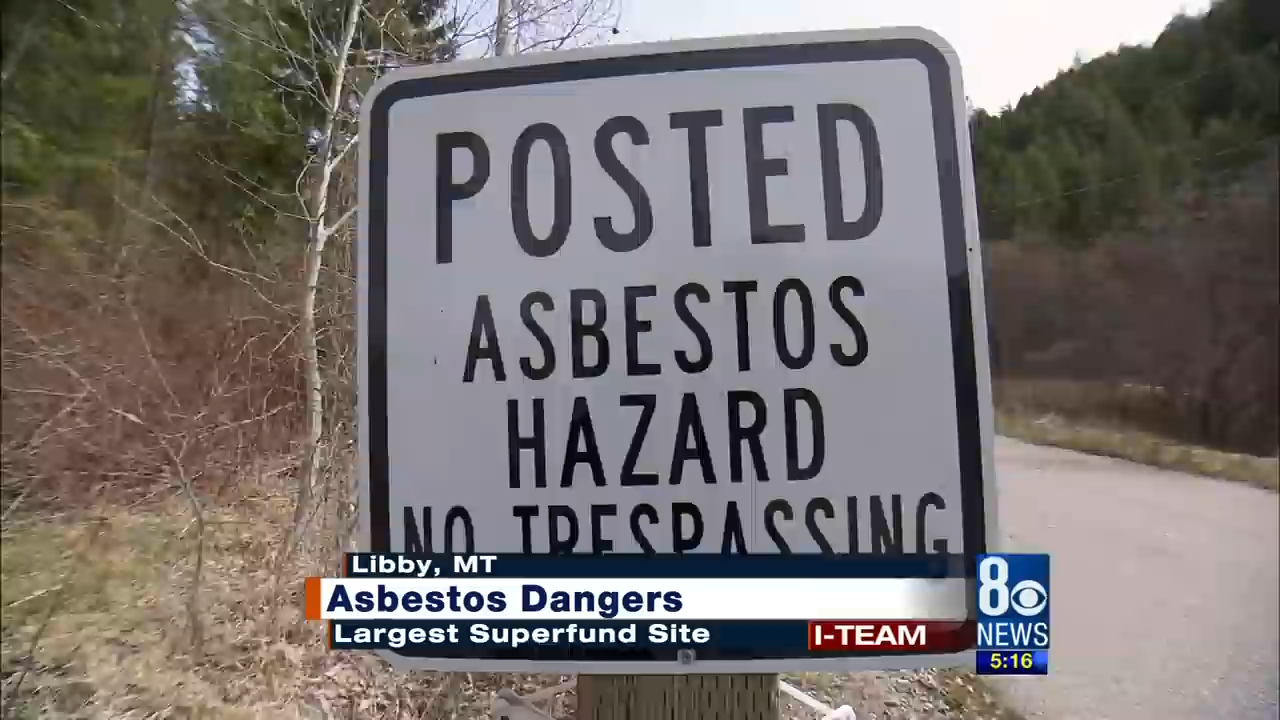 POSTED
ASBESTOS
HAZARD
NO TRESPASSING
Libby, MT
Asbestos Dangers
Largest Superfund Site
I-TEAM
8
NEWS
5:16